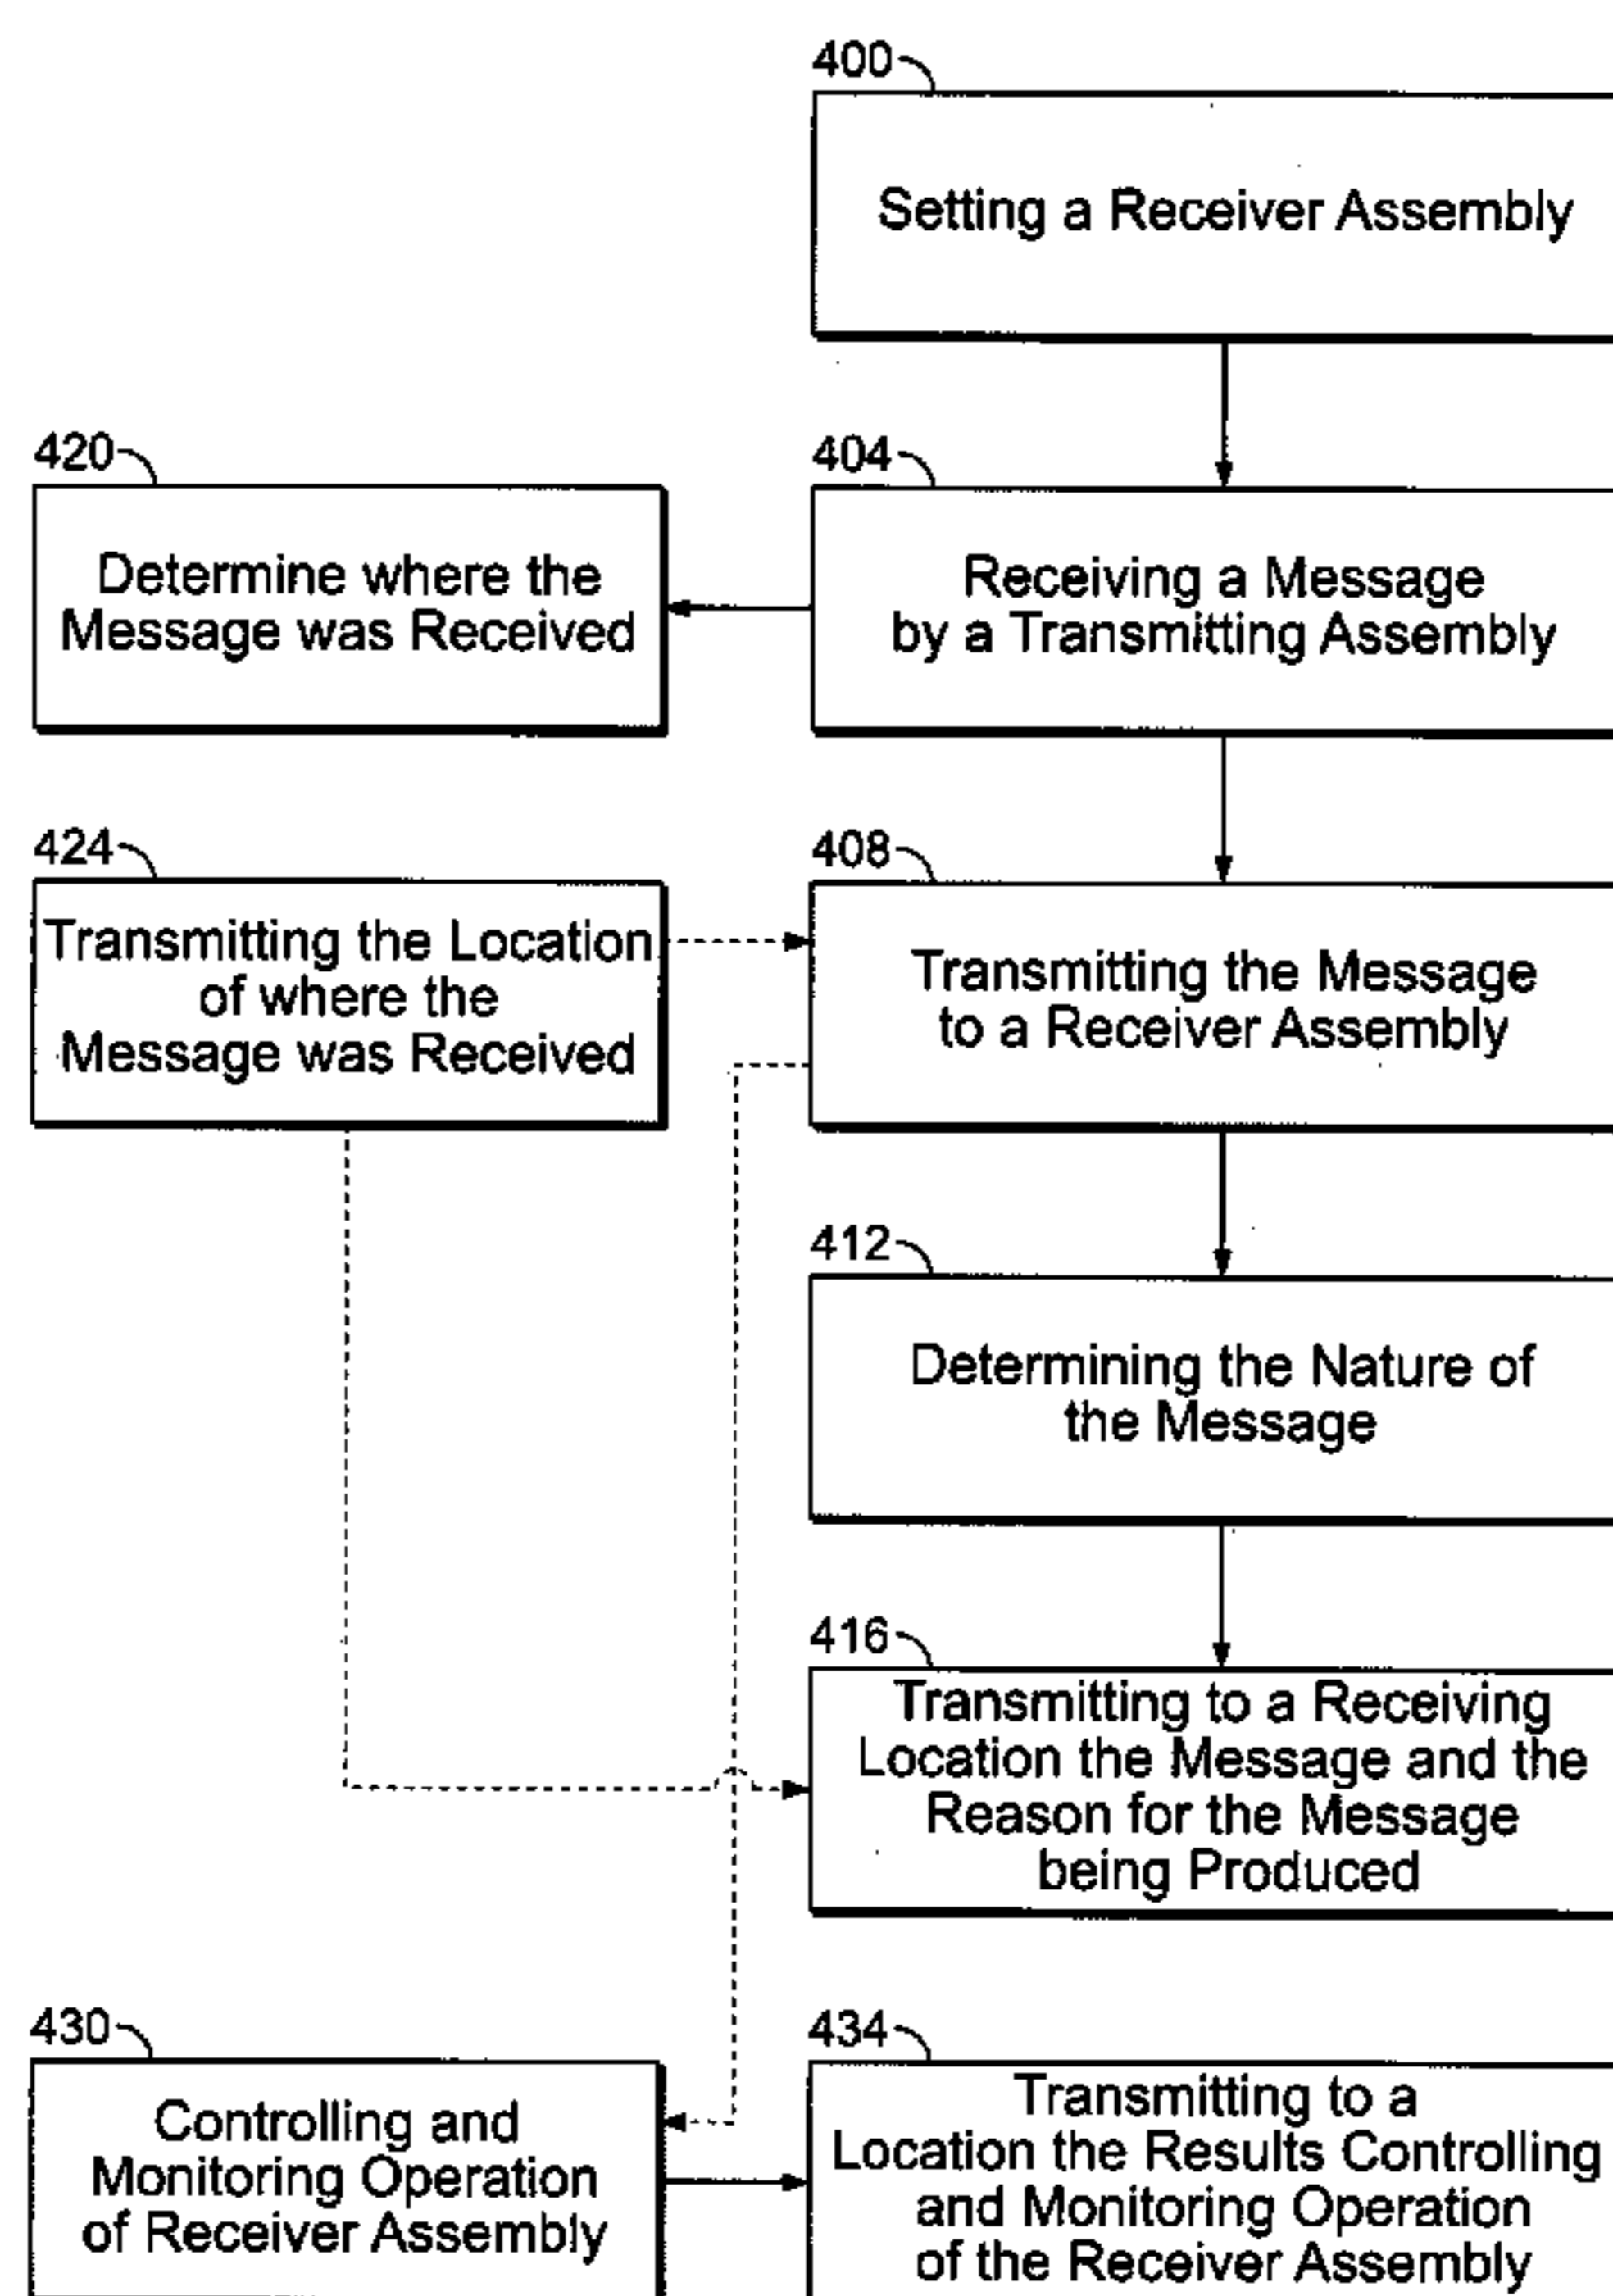 400
Setting a Receiver Assembly
420
Determine where the
Message was Received
404
Receiving a Message
by a Transmitting Assembly
424
Transmitting the Location
of where the
Message was Received
408
Transmitting the Message
to a Receiver Assembly
412
Determining the Nature of
the Message
416
Transmitting to a Receiving
Location the Message and the
Reason for the Message
being Produced
430
Controlling and
Monitoring Operation
of Receiver Assembly
434
Transmitting to a
Location the Results Controlling
and Monitoring Operation
of the Receiver Assembly